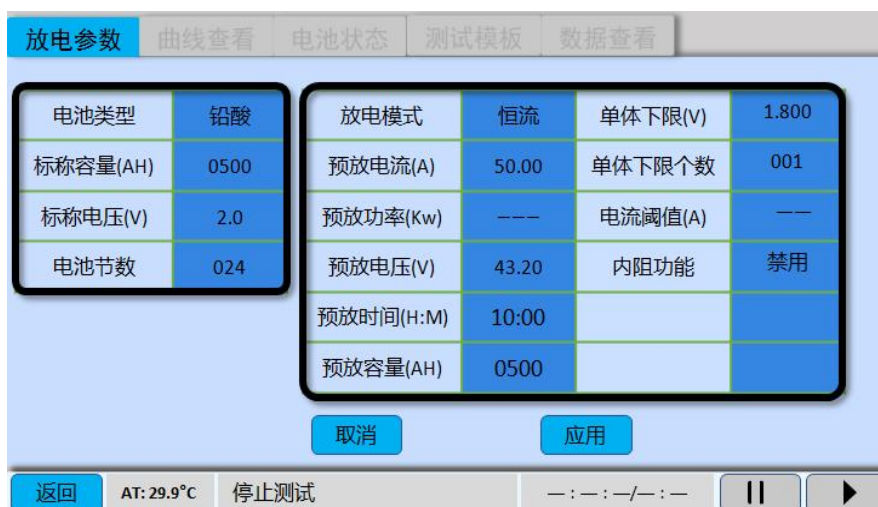 放电参数 曲线查看 电池状态 测试模板 数据查看
电池类型 铅酸 放电模式 恒流 单体下限(V) 1.800
标称容量(AH) 0500 预放电流(A) 50.00 单体下限个数 001
标称电压(V) 2.0 预放功率(Kw) --- 电流阈值(A) --
电池节数 024 预放电压(V) 43.20 内阻功能 禁用
预放时间(H:M) 10:00
预放容量(AH) 0500
取消 应用
返回 AT: 29.9°C 停止测试 —:—:—/—:—